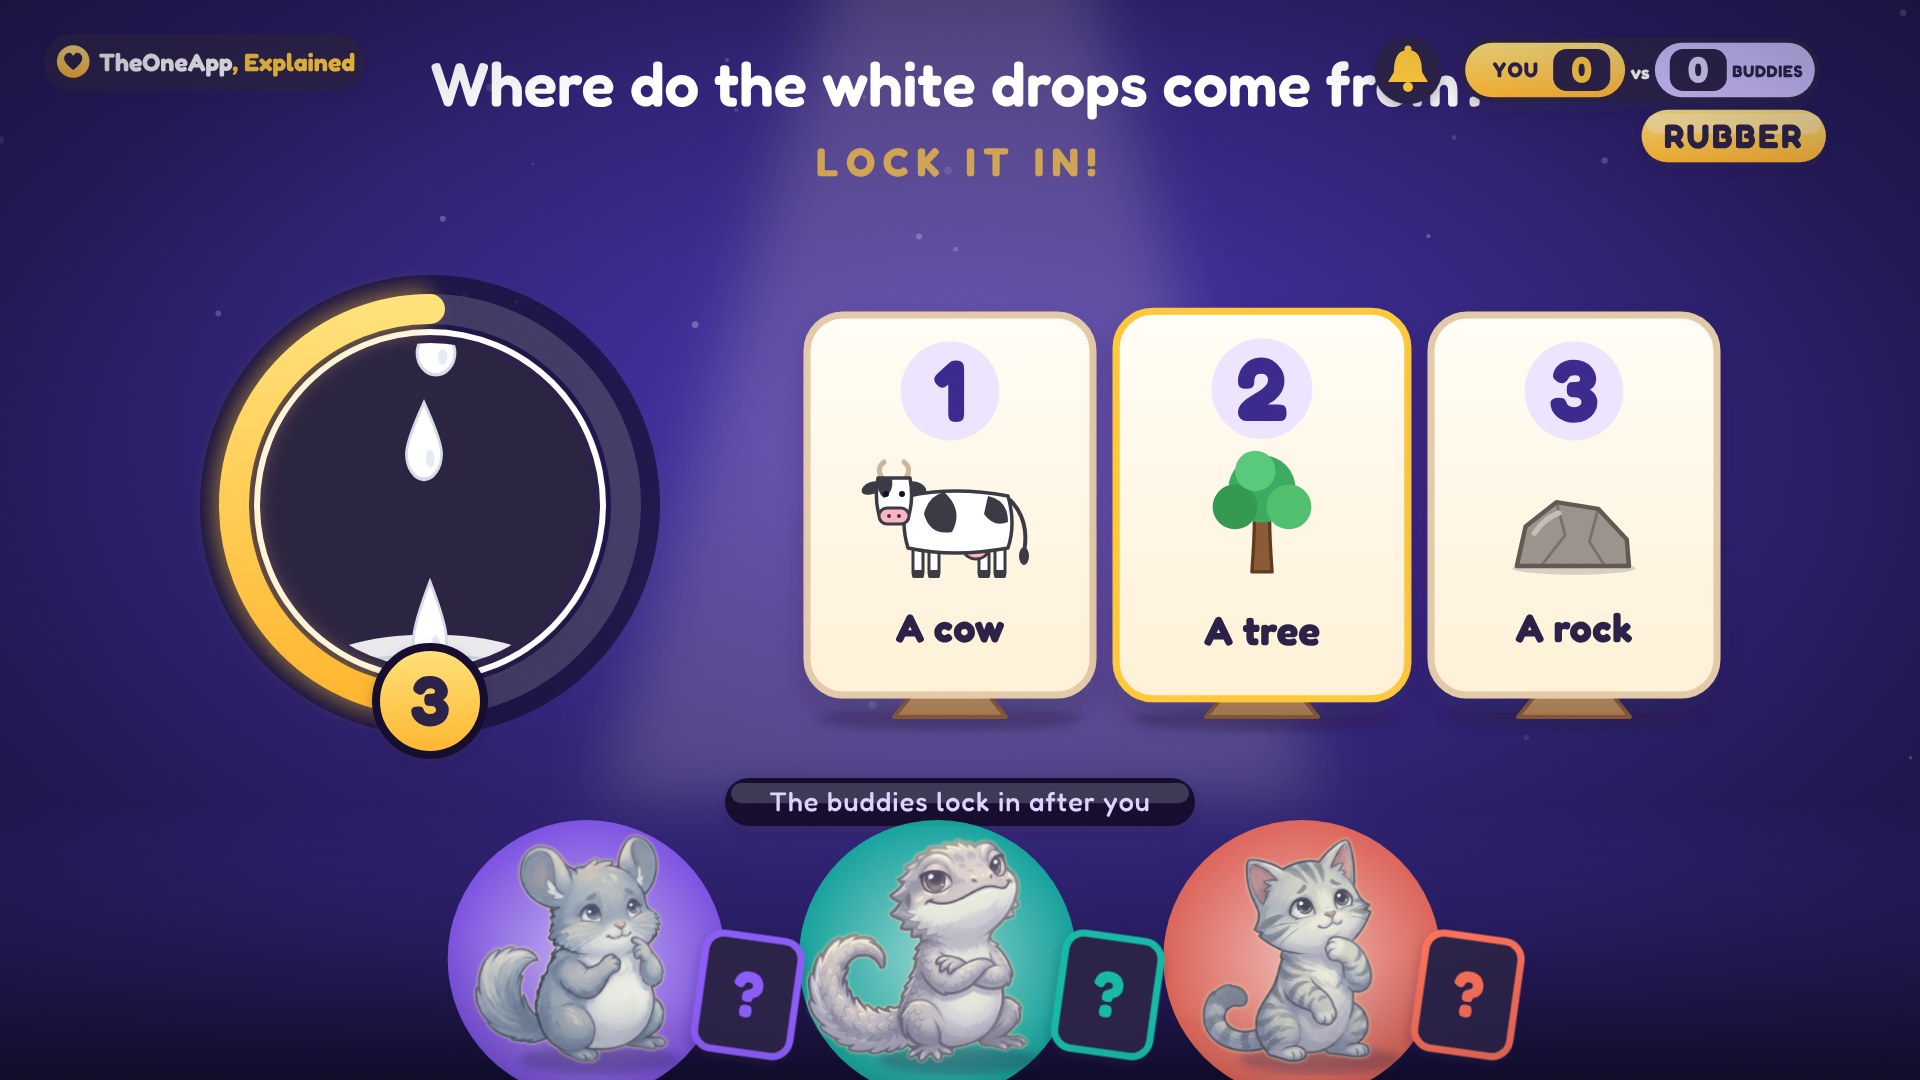 TheOneApp, Explained
Where do the white drops come from?
YOU 0 vs 0 BUDDIES
RUBBER
LOCK IT IN!
1
2
3
A cow
A tree
A rock
3
The buddies lock in after you
?
?
?